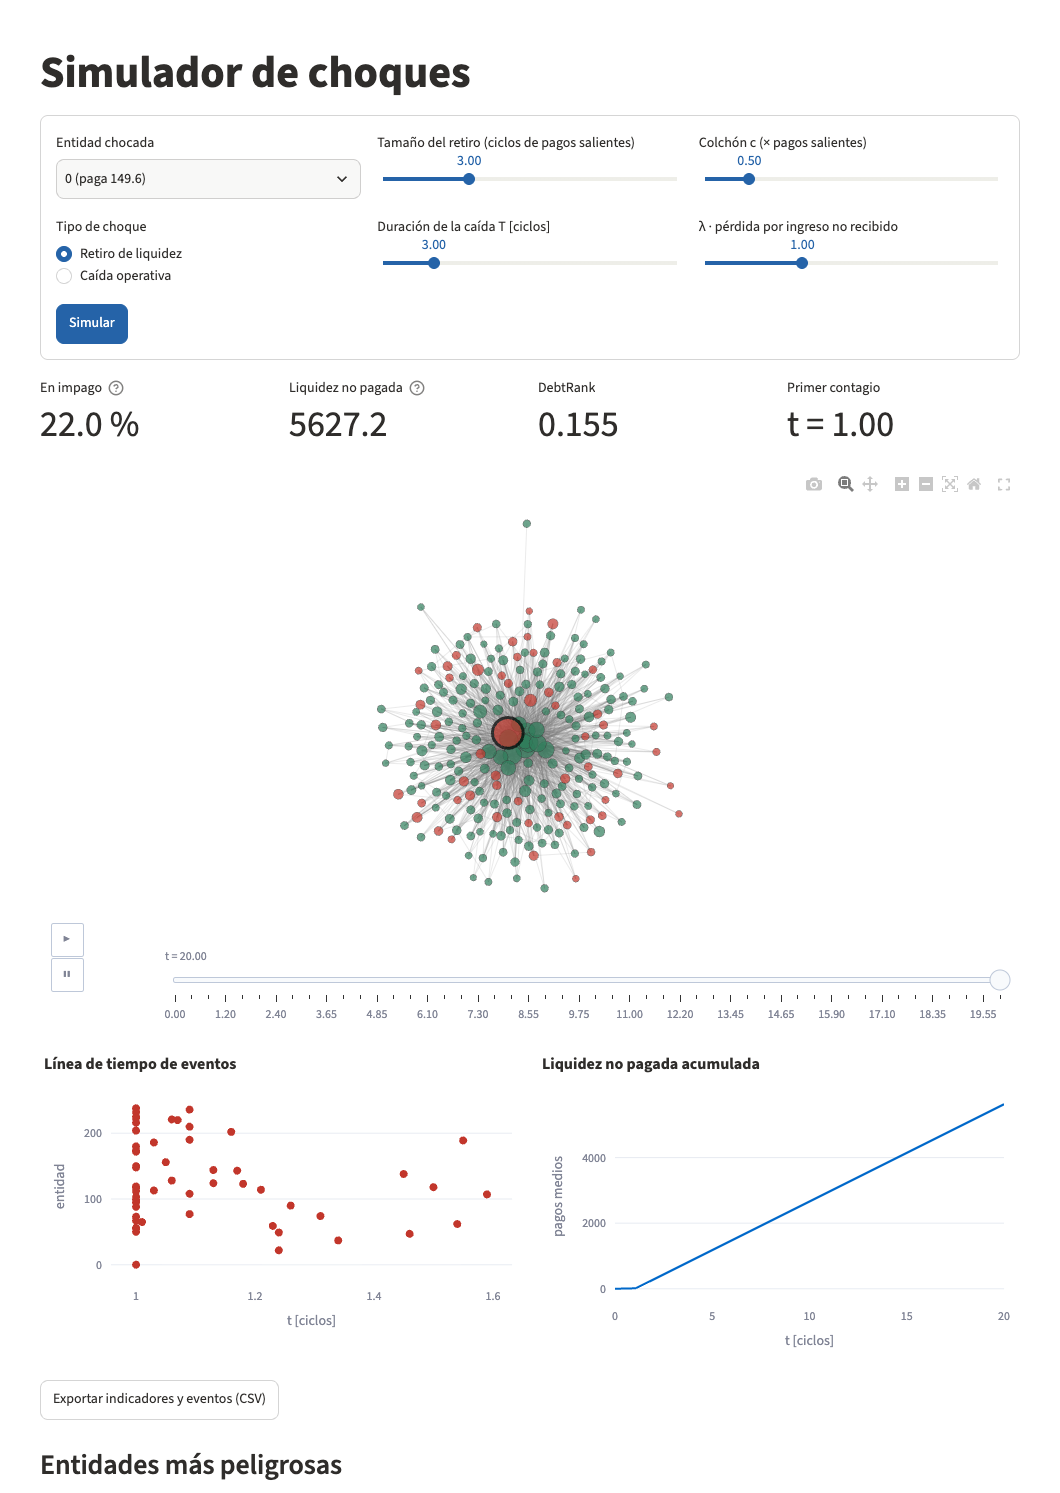 Simulador de choques
Entidad chocada
0 (paga 149.6)
Tamaño del retiro (ciclos de pagos salientes)
3.00
Colchón c (× pagos salientes)
0.50
Tipo de choque
Retiro de liquidez
Caída operativa
Duración de la caída T [ciclos]
3.00
λ · pérdida por ingreso no recibido
1.00
Simular
En impago
22.0 %
Liquidez no pagada
5627.2
DebtRank
0.155
Primer contagio
t = 1.00
t = 20.00
0.00 1.20 2.40 3.65 4.85 6.10 7.30 8.55 9.75 11.00 12.20 13.45 14.65 15.90 17.10 18.35 19.55
Línea de tiempo de eventos
200
100
0
entidad
1 1.2 1.4 1.6
t [ciclos]
Liquidez no pagada acumulada
4000
2000
0
pagos medios
0 5 10 15 20
t [ciclos]
Exportar indicadores y eventos (CSV)
Entidades más peligrosas